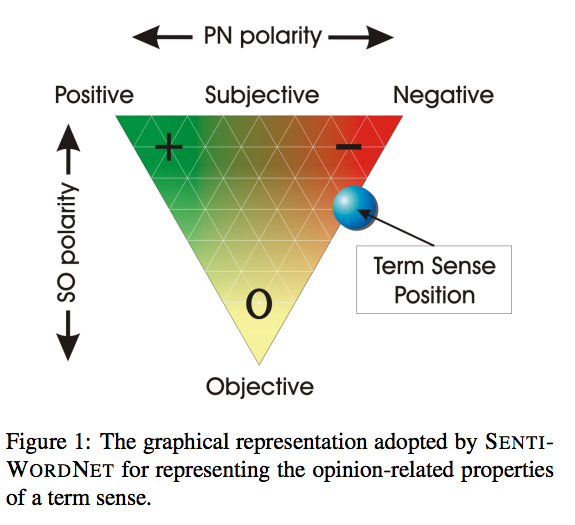 PN polarity
Positive Subjective Negative
+ −
SO polarity
Term Sense
Position
O
Objective
Figure 1: The graphical representation adopted by SENTI-
WORDNET for representing the opinion-related properties
of a term sense.